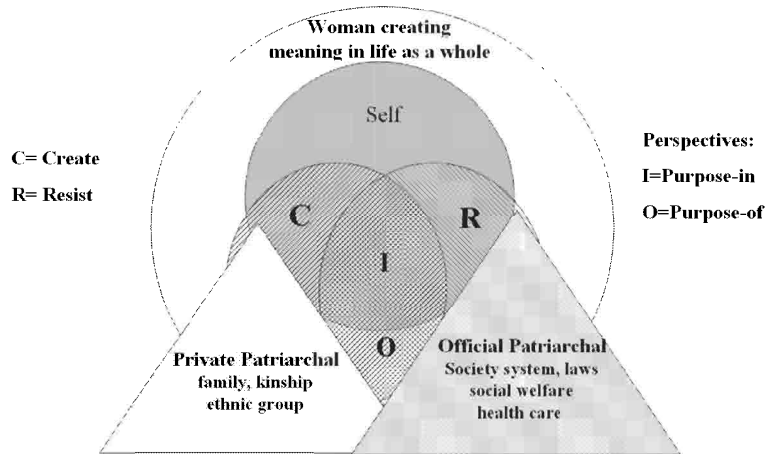 Woman creating
meaning in life as a whole
Self
C= Create
R= Resist
Perspectives:
I=Purpose-in
O=Purpose-of
C
R
I
O
Private Patriarchal
family, kinship
ethnic group
Official Patriarchal
Society system, laws
social welfare
health care